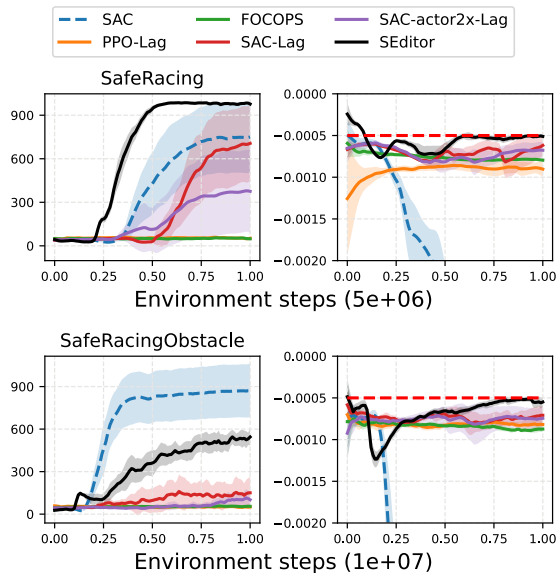 SAC
PPO-Lag
FOCOPS
SAC-Lag
SAC-actor2x-Lag
SEditor
SafeRacing
900
600
300
0
0.00 0.25 0.50 0.75 1.00
0.0000
−0.0005
−0.0010
−0.0015
−0.0020
0.00 0.25 0.50 0.75 1.00
Environment steps (5e+06)
SafeRacingObstacle
900
600
300
0
0.00 0.25 0.50 0.75 1.00
0.0000
−0.0005
−0.0010
−0.0015
−0.0020
0.00 0.25 0.50 0.75 1.00
Environment steps (1e+07)